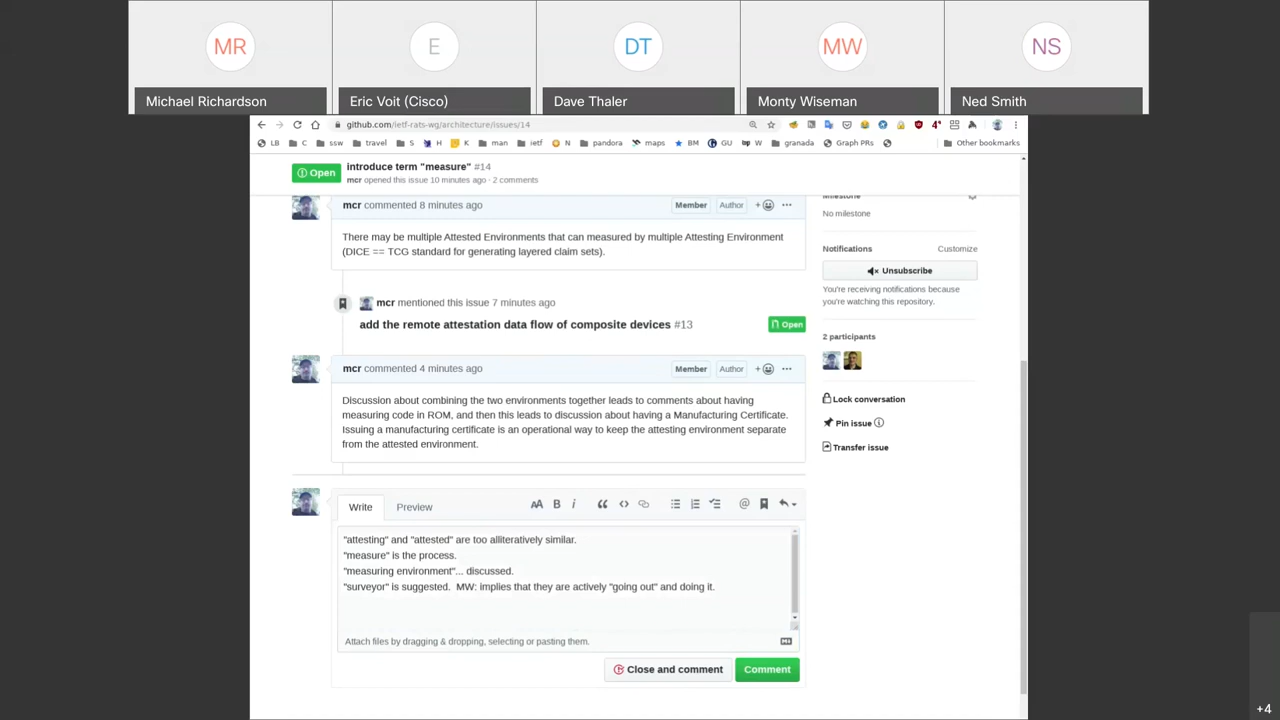 MR
E
DT
MW
NS
Michael Richardson
Eric Voit (Cisco)
Dave Thaler
Monty Wiseman
Ned Smith
github.com/ietf-rats-wg/architecture/issues/14
LB
C
ssw
travel
S
H
K
man
ietf
N
pandora
maps
BM
GU
W
granada
Graph PRs
Other bookmarks
Open
introduce term "measure" #14
mcr opened this issue 10 minutes ago · 2 comments
mcr commented 8 minutes ago
Member
Author
There may be multiple Attested Environments that can measured by multiple Attesting Environment
(DICE == TCG standard for generating layered claim sets).
mcr mentioned this issue 7 minutes ago
add the remote attestation data flow of composite devices #13
Open
mcr commented 4 minutes ago
Member
Author
Discussion about combining the two environments together leads to comments about having
measuring code in ROM, and then this leads to discussion about having a Manufacturing Certificate.
Issuing a manufacturing certificate is an operational way to keep the attesting environment separate
from the attested environment.
Write
Preview
"attesting" and "attested" are too alliteratively similar.
"measure" is the process.
"measuring environment"... discussed.
"surveyor" is suggested.  MW: implies that they are actively "going out" and doing it.
Attach files by dragging & dropping, selecting or pasting them.
Close and comment
Comment
Milestone
No milestone
Notifications
Customize
Unsubscribe
You're receiving notifications because
you're watching this repository.
2 participants
Lock conversation
Pin issue
Transfer issue
+4